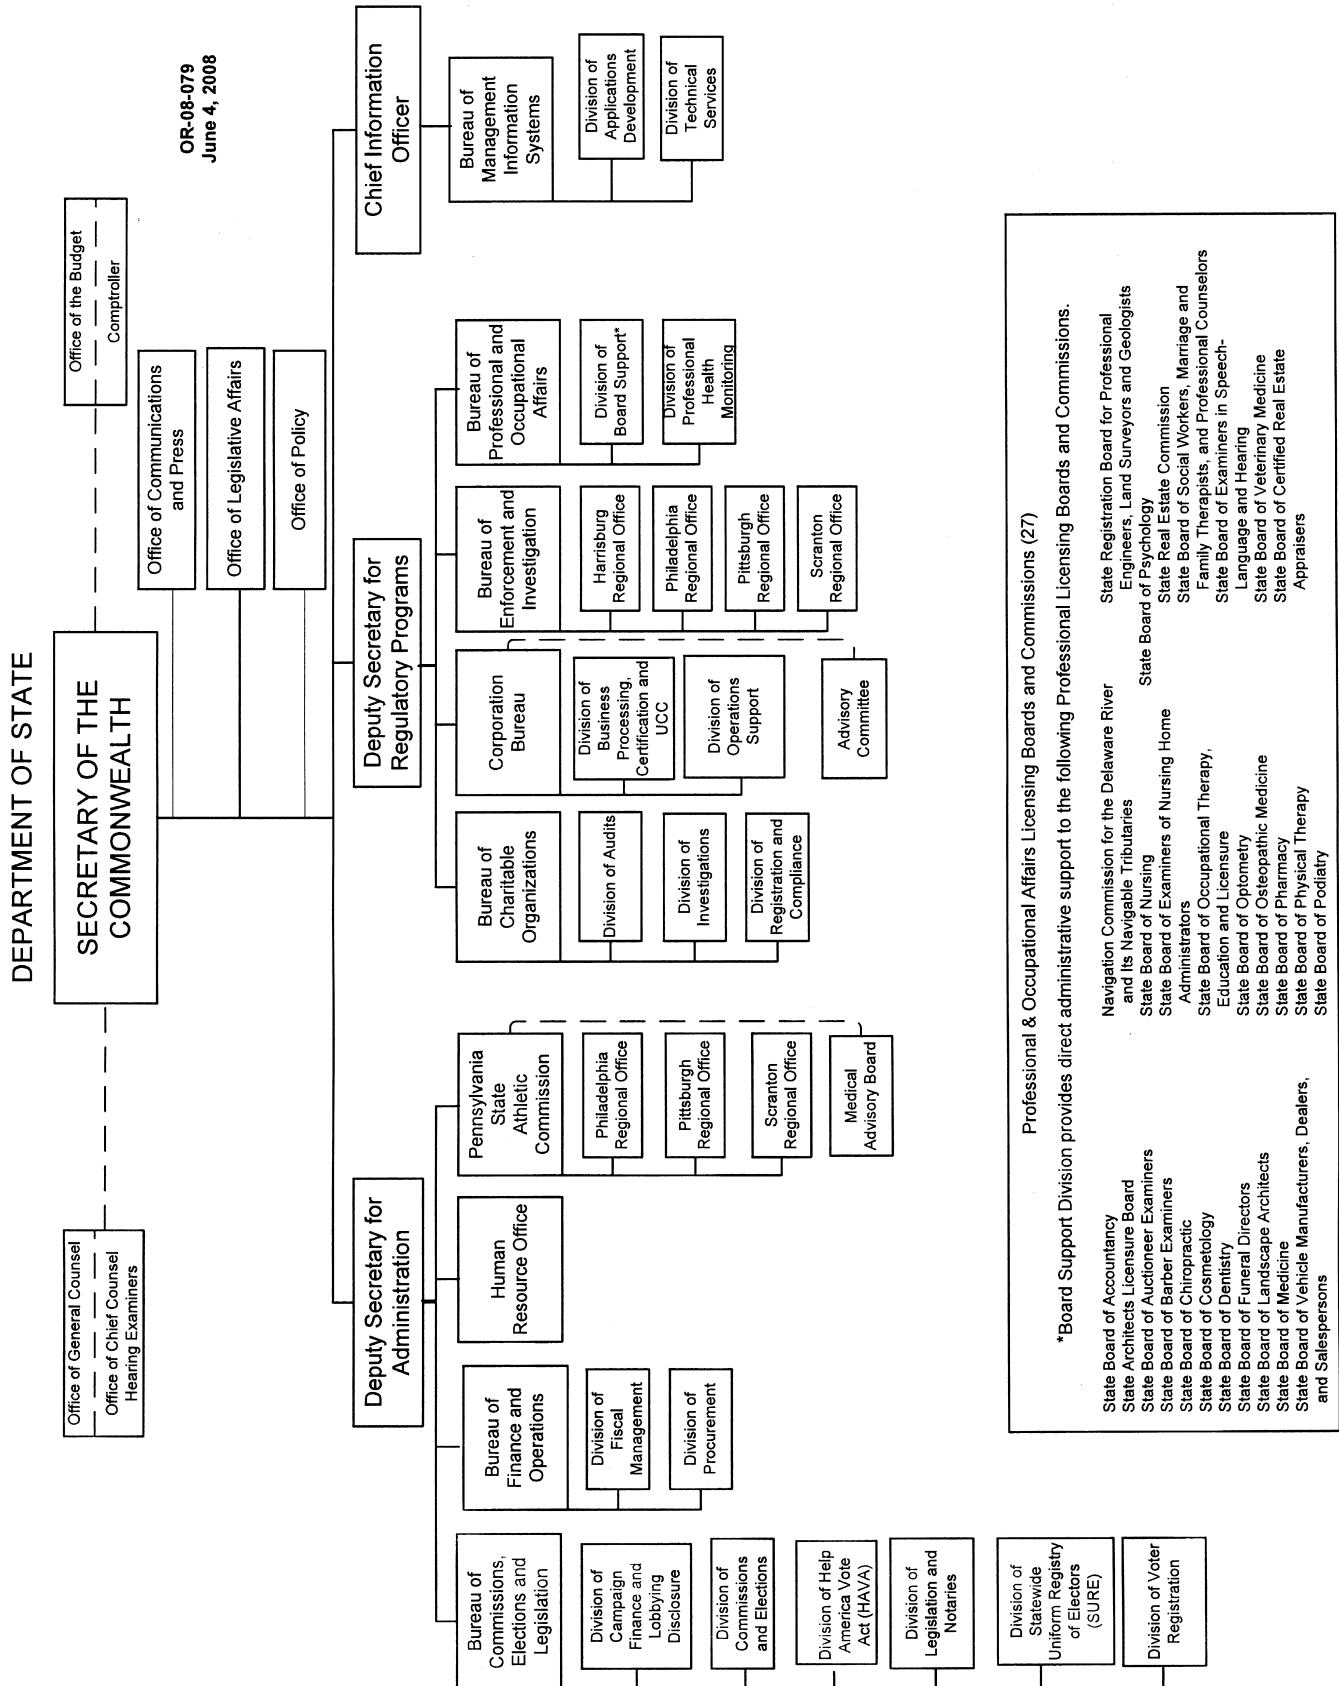 DEPARTMENT OF STATE
OR-08-079
June 4, 2008
Office of General Counsel
Office of Chief Counsel
Hearing Examiners
SECRETARY OF THE
COMMONWEALTH
Office of the Budget
Comptroller
Office of Communications
and Press
Office of Legislative Affairs
Office of Policy
Deputy Secretary for
Administration
Deputy Secretary for
Regulatory Programs
Chief Information
Officer
Bureau of
Commissions,
Elections and
Legislation
Division of
Campaign
Finance and
Lobbying
Disclosure
Division of
Commissions
and Elections
Division of Help
America Vote
Act (HAVA)
Division of
Legislation and
Notaries
Division of
Statewide
Uniform Registry
of Electors
(SURE)
Division of Voter
Registration
Bureau of
Finance and
Operations
Division of
Fiscal
Management
Division of
Procurement
Human
Resource Office
Pennsylvania
State
Athletic
Commission
Philadelphia
Regional Office
Pittsburgh
Regional Office
Scranton
Regional Office
Medical
Advisory Board
Bureau of
Charitable
Organizations
Division of Audits
Division of
Investigations
Division of
Registration and
Compliance
Corporation
Bureau
Division of
Business
Processing,
Certification and
UCC
Division of
Operations
Support
Advisory
Committee
Bureau of
Enforcement and
Investigation
Harrisburg
Regional Office
Philadelphia
Regional Office
Pittsburgh
Regional Office
Scranton
Regional Office
Bureau of
Professional and
Occupational
Affairs
Division of
Board Support*
Division of
Professional
Health
Monitoring
Bureau of
Management
Information
Systems
Division of
Applications
Development
Division of
Technical
Services
Professional & Occupational Affairs Licensing Boards and Commissions (27)
*Board Support Division provides direct administrative support to the following Professional Licensing Boards and Commissions.
State Board of Accountancy
State Architects Licensure Board
State Board of Auctioneer Examiners
State Board of Barber Examiners
State Board of Chiropractic
State Board of Cosmetology
State Board of Dentistry
State Board of Funeral Directors
State Board of Landscape Architects
State Board of Medicine
State Board of Vehicle Manufacturers, Dealers,
and Salespersons
Navigation Commission for the Delaware River
and Its Navigable Tributaries
State Board of Nursing
State Board of Examiners of Nursing Home
Administrators
State Board of Occupational Therapy,
Education and Licensure
State Board of Optometry
State Board of Osteopathic Medicine
State Board of Pharmacy
State Board of Physical Therapy
State Board of Podiatry
State Registration Board for Professional
Engineers, Land Surveyors and Geologists
State Board of Psychology
State Real Estate Commission
State Board of Social Workers, Marriage and
Family Therapists, and Professional Counselors
State Board of Examiners in Speech-
Language and Hearing
State Board of Veterinary Medicine
State Board of Certified Real Estate
Appraisers